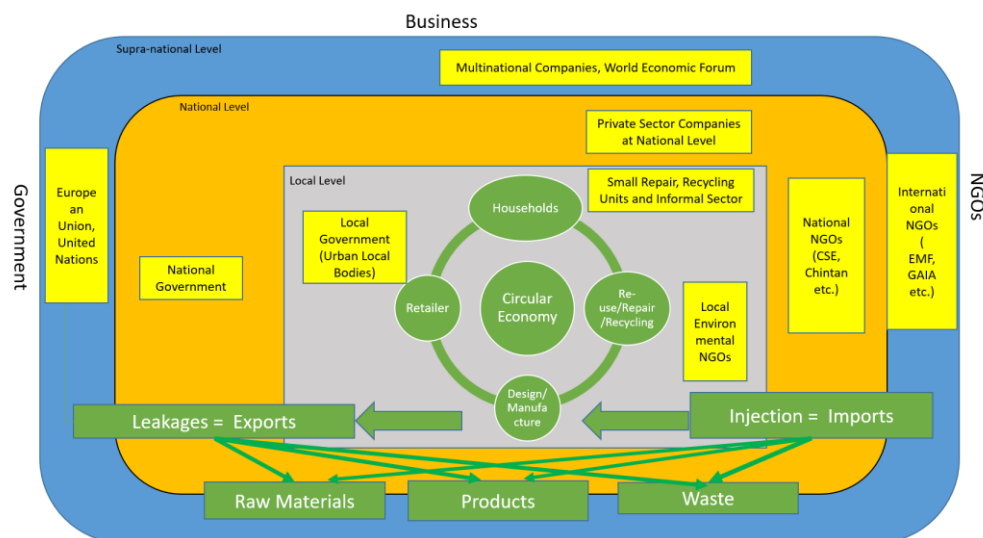 Business
Supra-national Level
Multinational Companies, World Economic Forum
National Level
Private Sector Companies
at National Level
Government
Europe
an
Union,
United
Nations
National
Government
Local Level
Local
Government
(Urban Local
Bodies)
Households
Small Repair, Recycling
Units and Informal Sector
Retailer
Circular
Economy
Re-
use/Repair
/Recycling
Design/
Manufa
cture
Local
Environ
mental
NGOs
National
NGOs
(CSE,
Chintan
etc.)
International
NGOs
(
EMF,
GAIA
etc.)
NGOs
Leakages = Exports
Injection = Imports
Raw Materials
Products
Waste